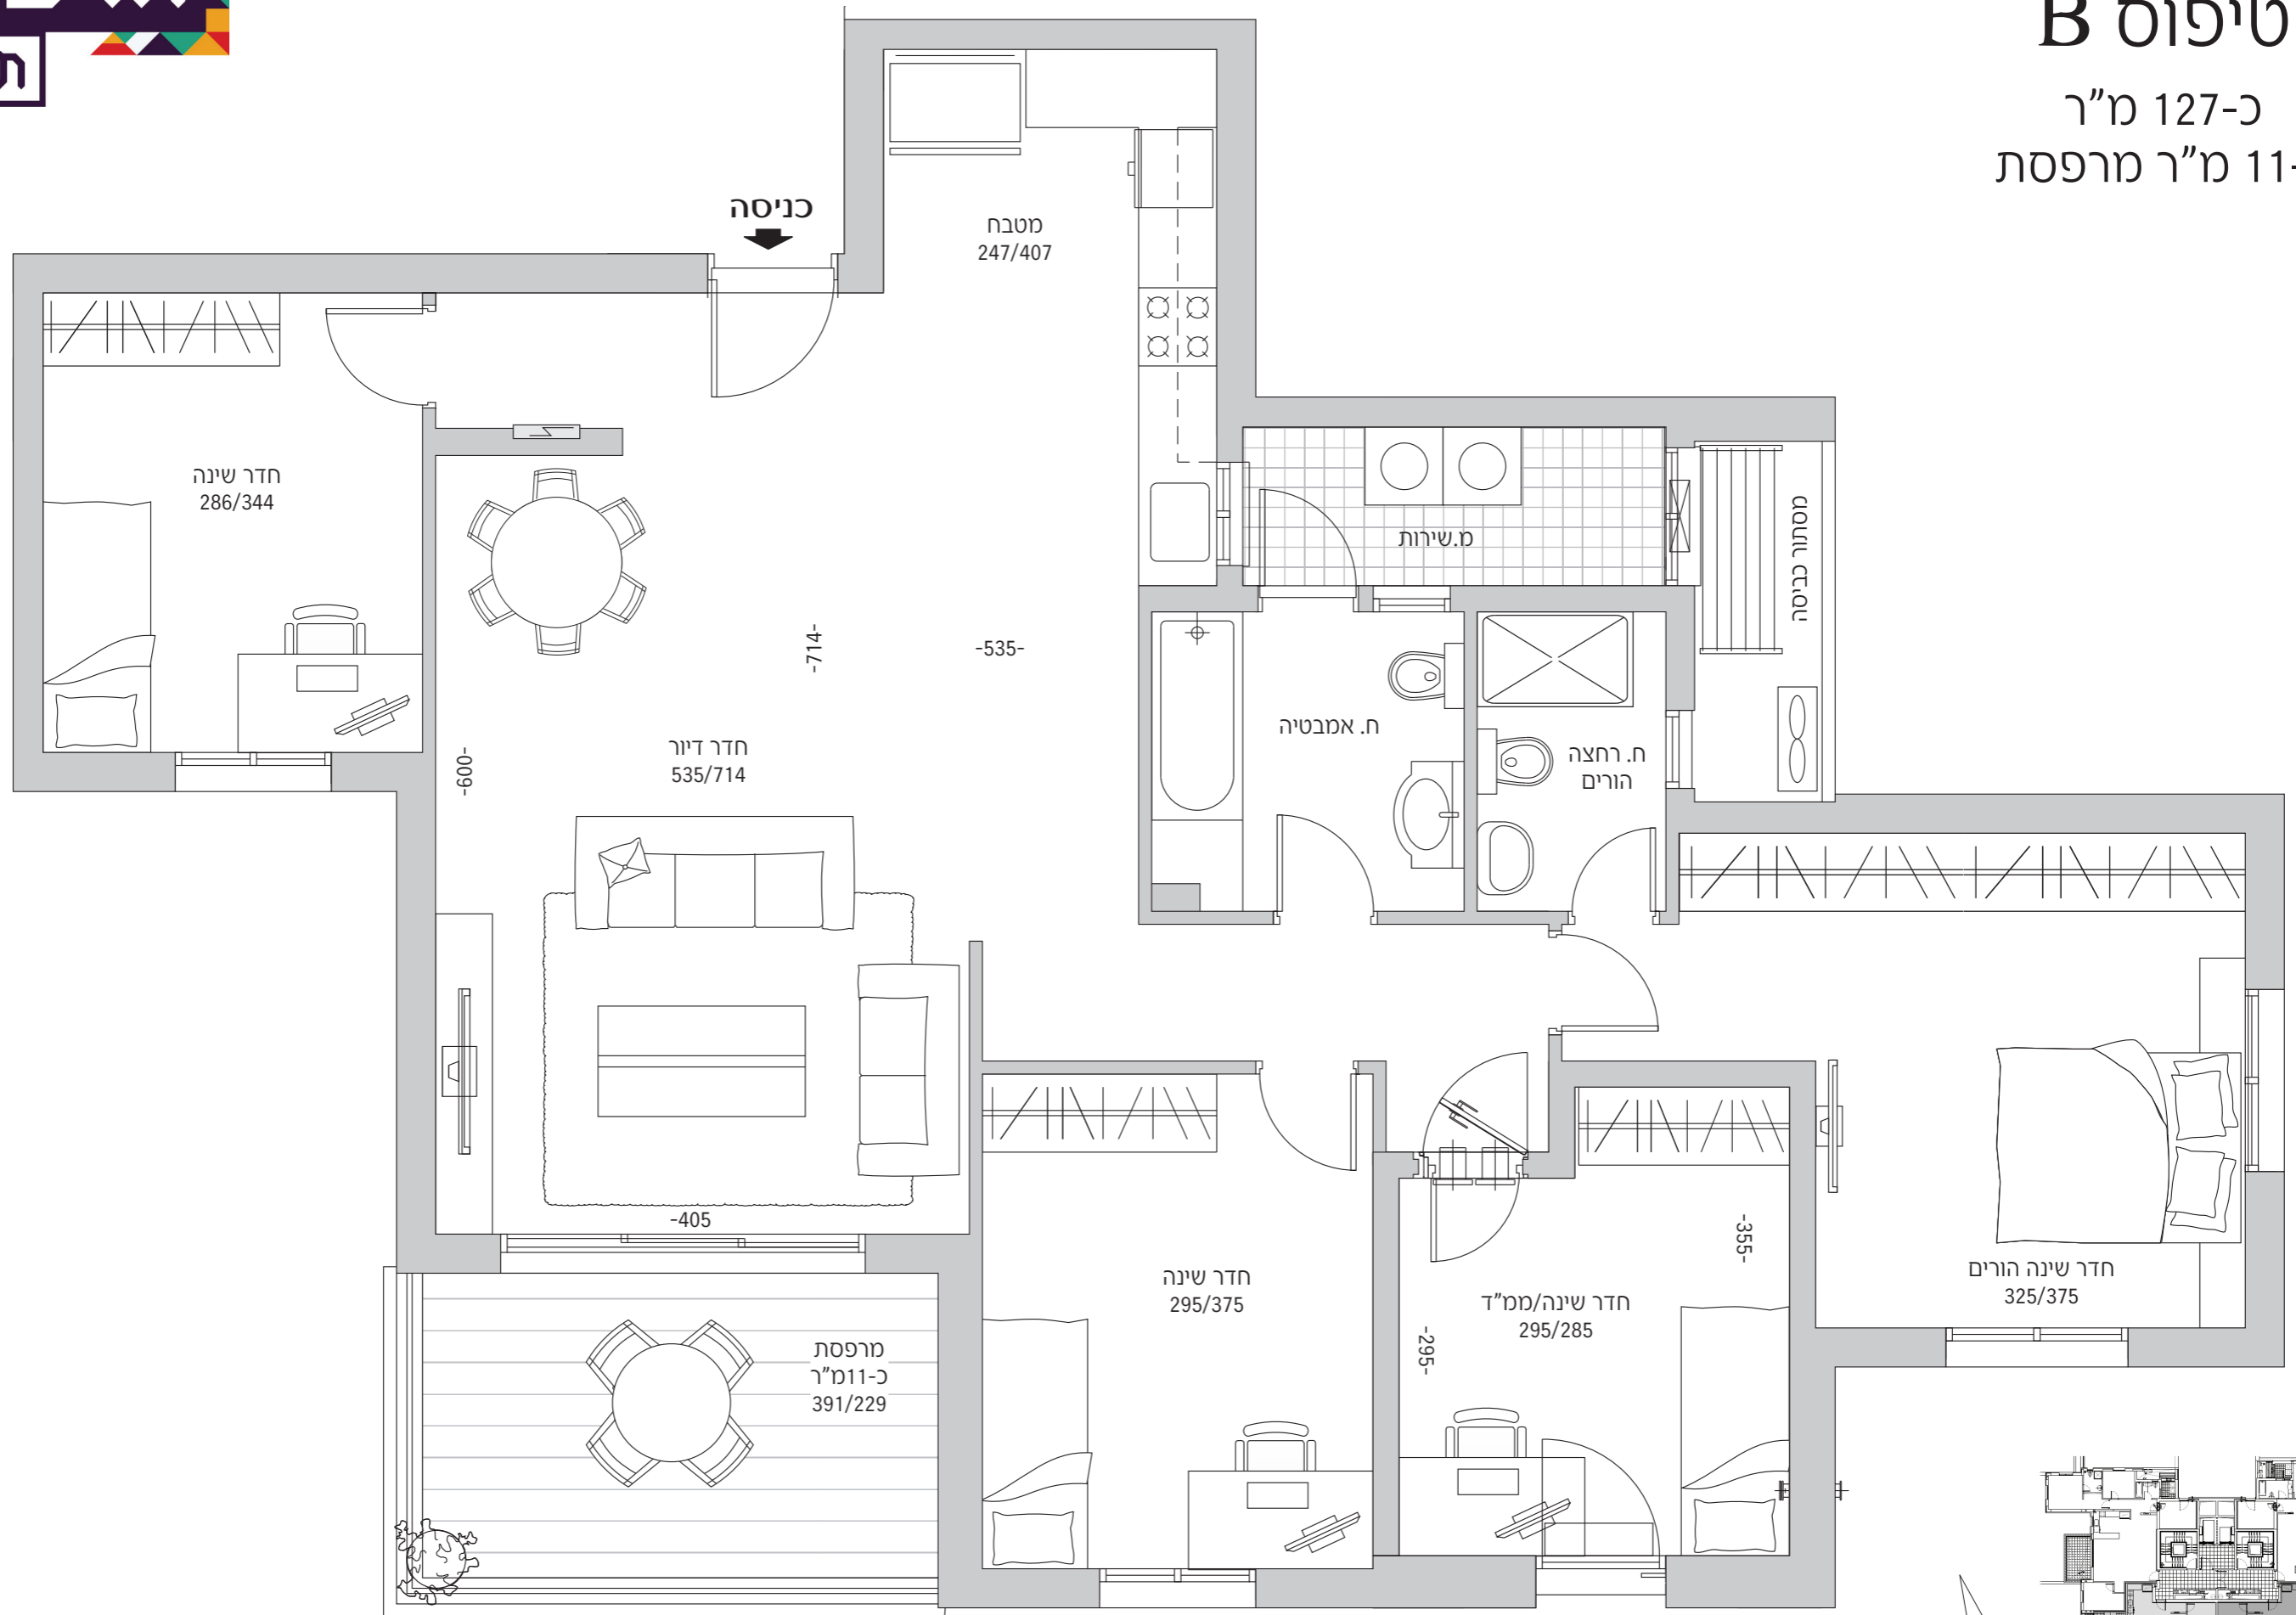 טיפוס B
כ-127 מ"ר
11 מ"ר מרפסת
כניסה
מטבח
247/407
חדר שינה
286/344
מ.שירות
מסתור כביסה
-714-
-535-
ח. אמבטיה
ח. רחצה
הורים
חדר דיור
535/714
-600-
-405
חדר שינה
295/375
חדר שינה/ממ"ד
295/285
-355-
-295-
חדר שינה הורים
325/375
מרפסת
כ-11מ"ר
391/229